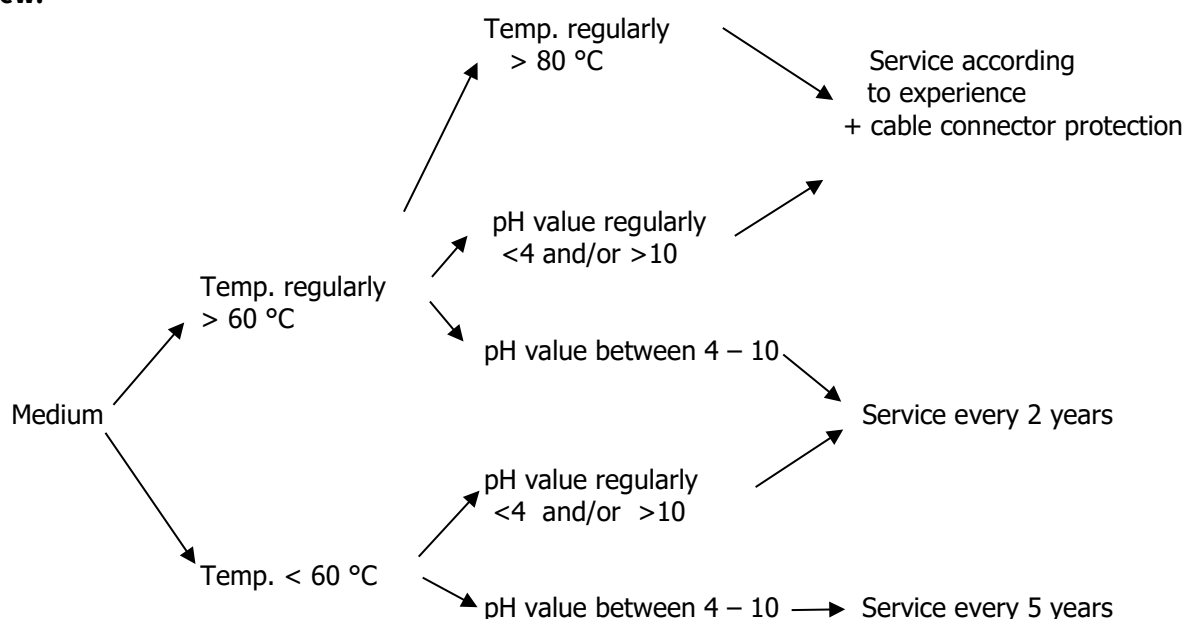 Temp. regularly
> 80 °C
Service according
to experience
+ cable connector protection
pH value regularly
<4 and/or >10
Temp. regularly
> 60 °C
pH value between 4 – 10
Medium
Service every 2 years
pH value regularly
<4 and/or >10
Temp. < 60 °C
pH value between 4 – 10
Service every 5 years